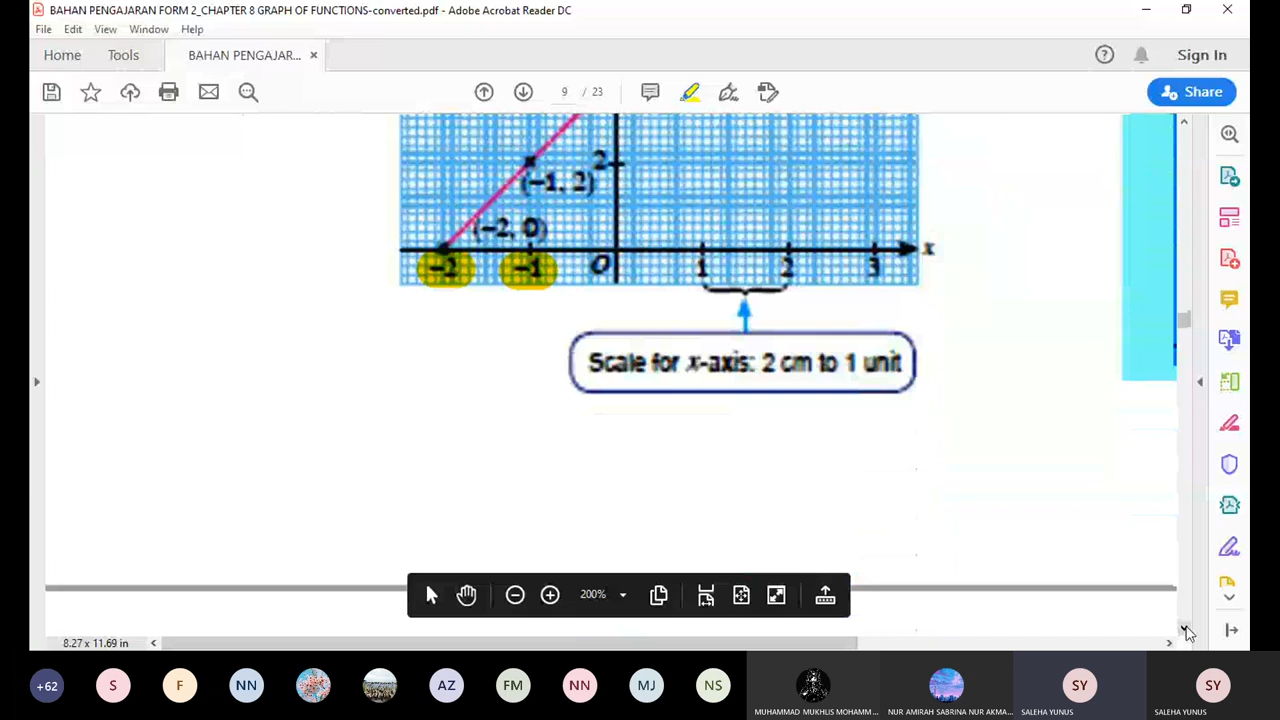 BAHAN PENGAJARAN FORM 2_CHAPTER 8 GRAPH OF FUNCTIONS-converted.pdf - Adobe Acrobat Reader DC
File Edit View Window Help
Home Tools BAHAN PENGAJAR... × Sign In
9 / 23 Share
2
(−1, 2)
(−2, 0)
x
−2 −1 O 1 2 3
Scale for x-axis: 2 cm to 1 unit
200%
8.27 x 11.69 in
+62 S F NN AZ FM NN MJ NS SY SY
MUHAMMAD MUKHLIS MOHAMM ... NUR AMIRAH SABRINA NUR AKMA... SALEHA YUNUS SALEHA YUNUS